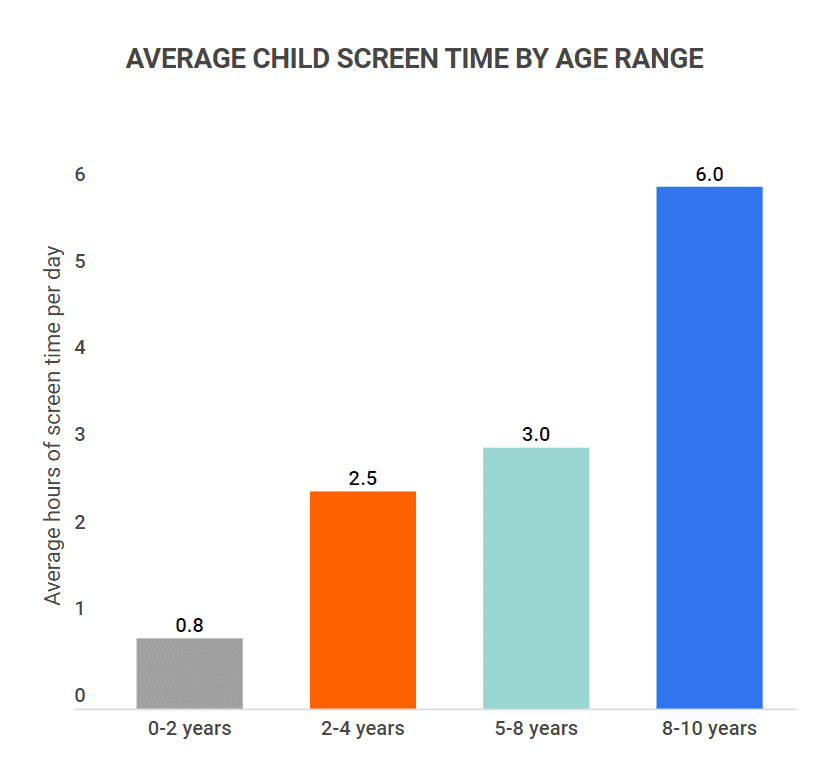 AVERAGE CHILD SCREEN TIME BY AGE RANGE
Average hours of screen time per day
6
5
4
3
2
1
0
0.8
2.5
3.0
6.0
0-2 years
2-4 years
5-8 years
8-10 years